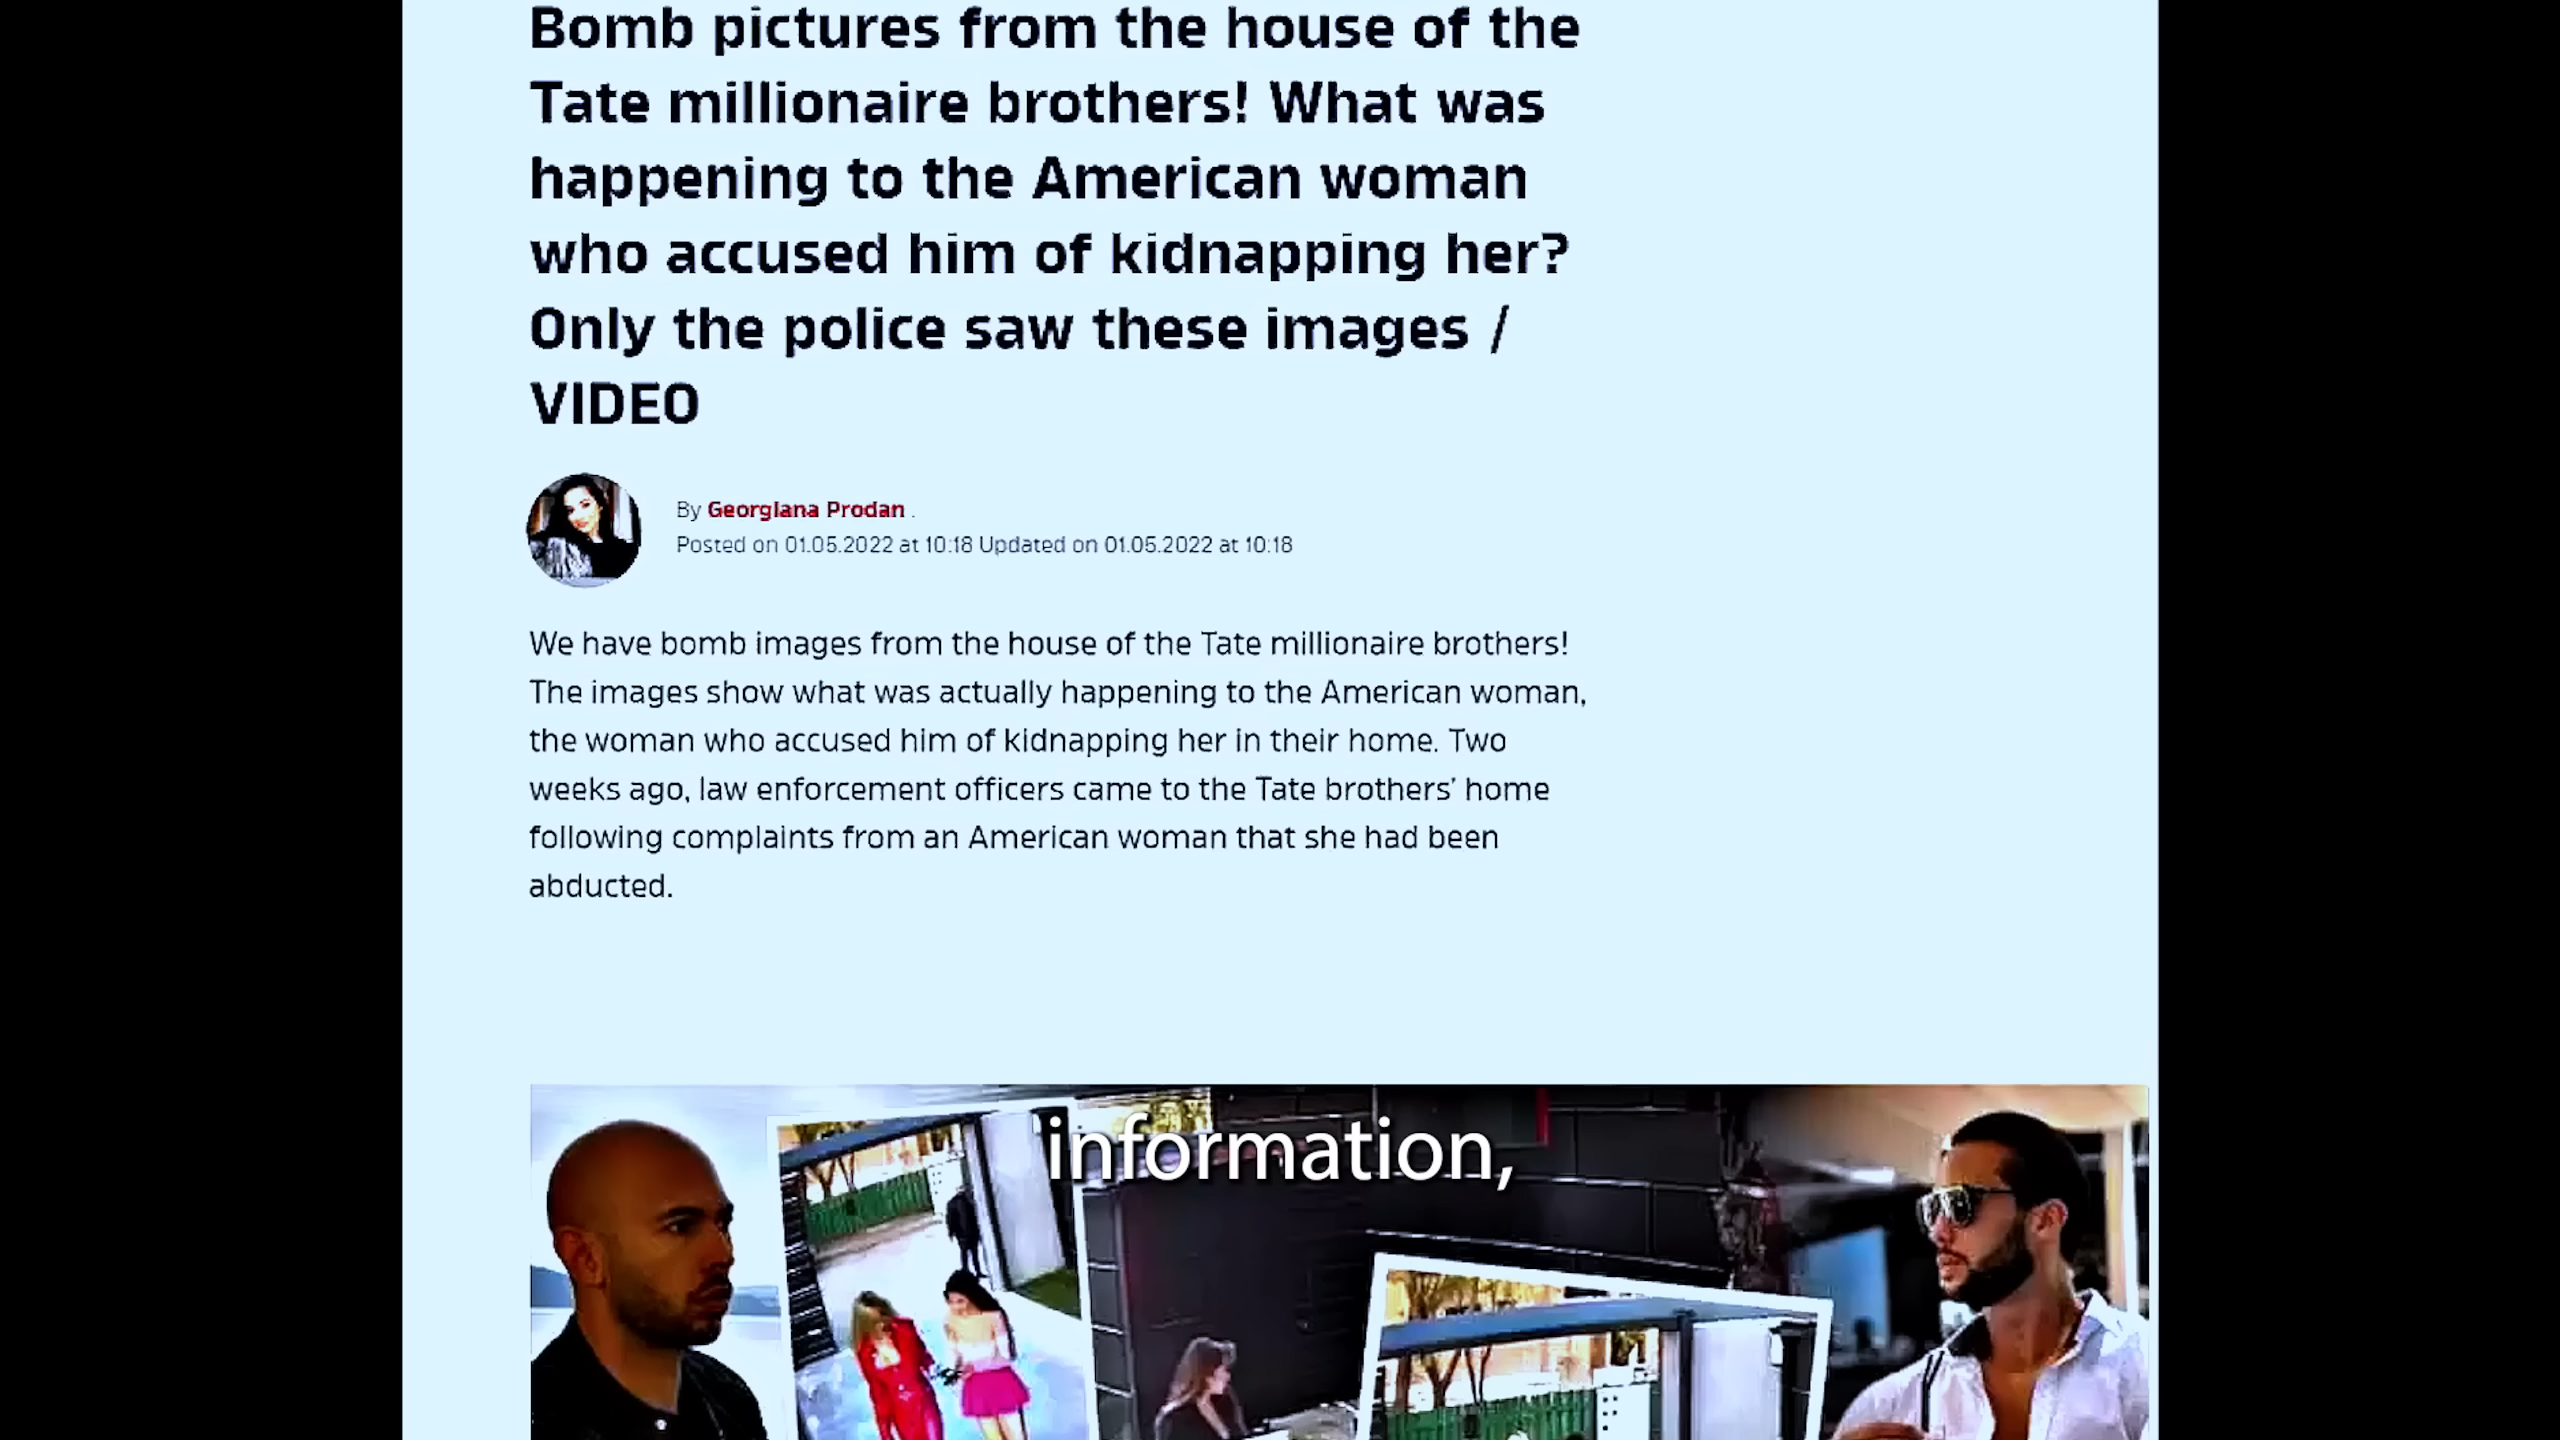 Bomb pictures from the house of the
Tate millionaire brothers! What was
happening to the American woman
who accused him of kidnapping her?
Only the police saw these images /
VIDEO
By Georgiana Prodan .
Posted on 01.05.2022 at 10:18 Updated on 01.05.2022 at 10:18
We have bomb images from the house of the Tate millionaire brothers!
The images show what was actually happening to the American woman,
the woman who accused him of kidnapping her in their home. Two
weeks ago, law enforcement officers came to the Tate brothers' home
following complaints from an American woman that she had been
abducted.
information,